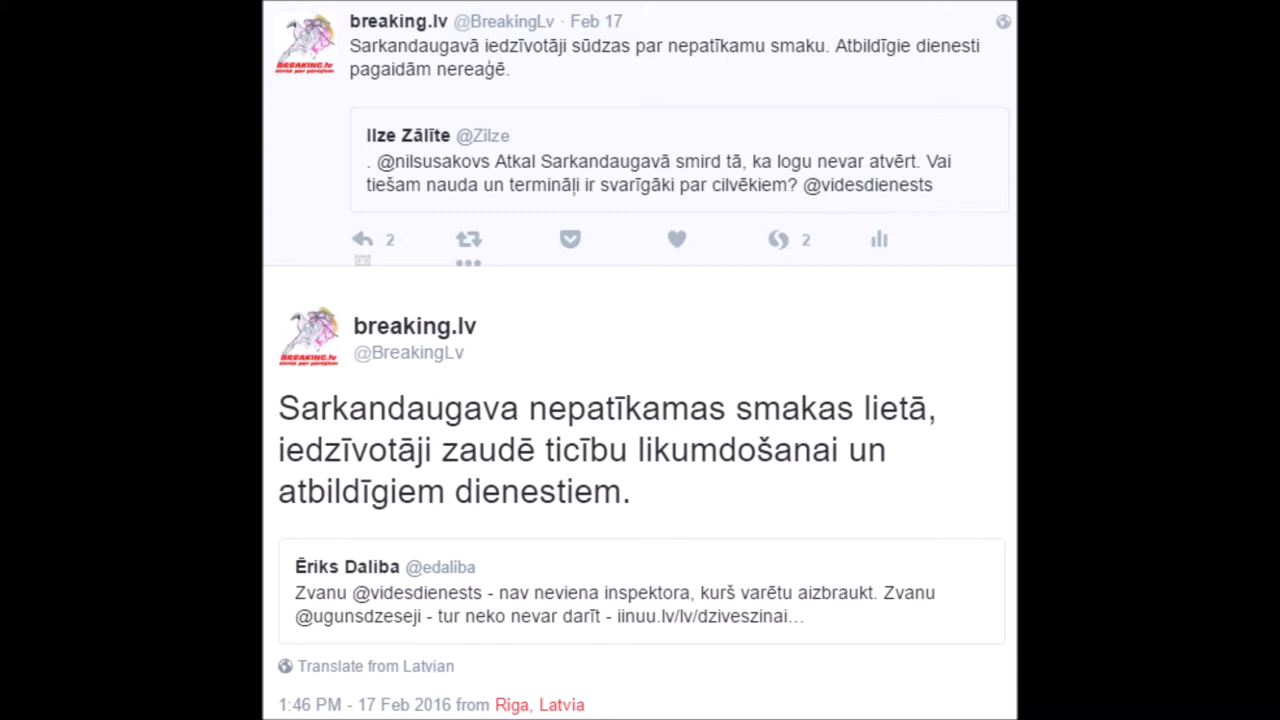 breaking.lv @BreakingLv · Feb 17
Sarkandaugavā iedzīvotāji sūdzas par nepatīkamu smaku. Atbildīgie dienesti
pagaidām nereaģē.
BREAKING.lv
Ilze Zālīte @Zilze
. @nilsusakovs Atkal Sarkandaugavā smird tā, ka logu nevar atvērt. Vai
tiešam nauda un termināļi ir svarīgāki par cilvēkiem? @videsdienests
2
2
breaking.lv
@BreakingLv
BREAKING.lv
Sarkandaugava nepatīkamas smakas lietā,
iedzīvotāji zaudē ticību likumdošanai un
atbildīgiem dienestiem.
Ēriks Daliba @edaliba
Zvanu @videsdienests - nav neviena inspektora, kurš varētu aizbraukt. Zvanu
@ugunsdzeseji - tur neko nevar darīt - iinuu.lv/lv/dziveszinai…
Translate from Latvian
1:46 PM - 17 Feb 2016 from Riga, Latvia